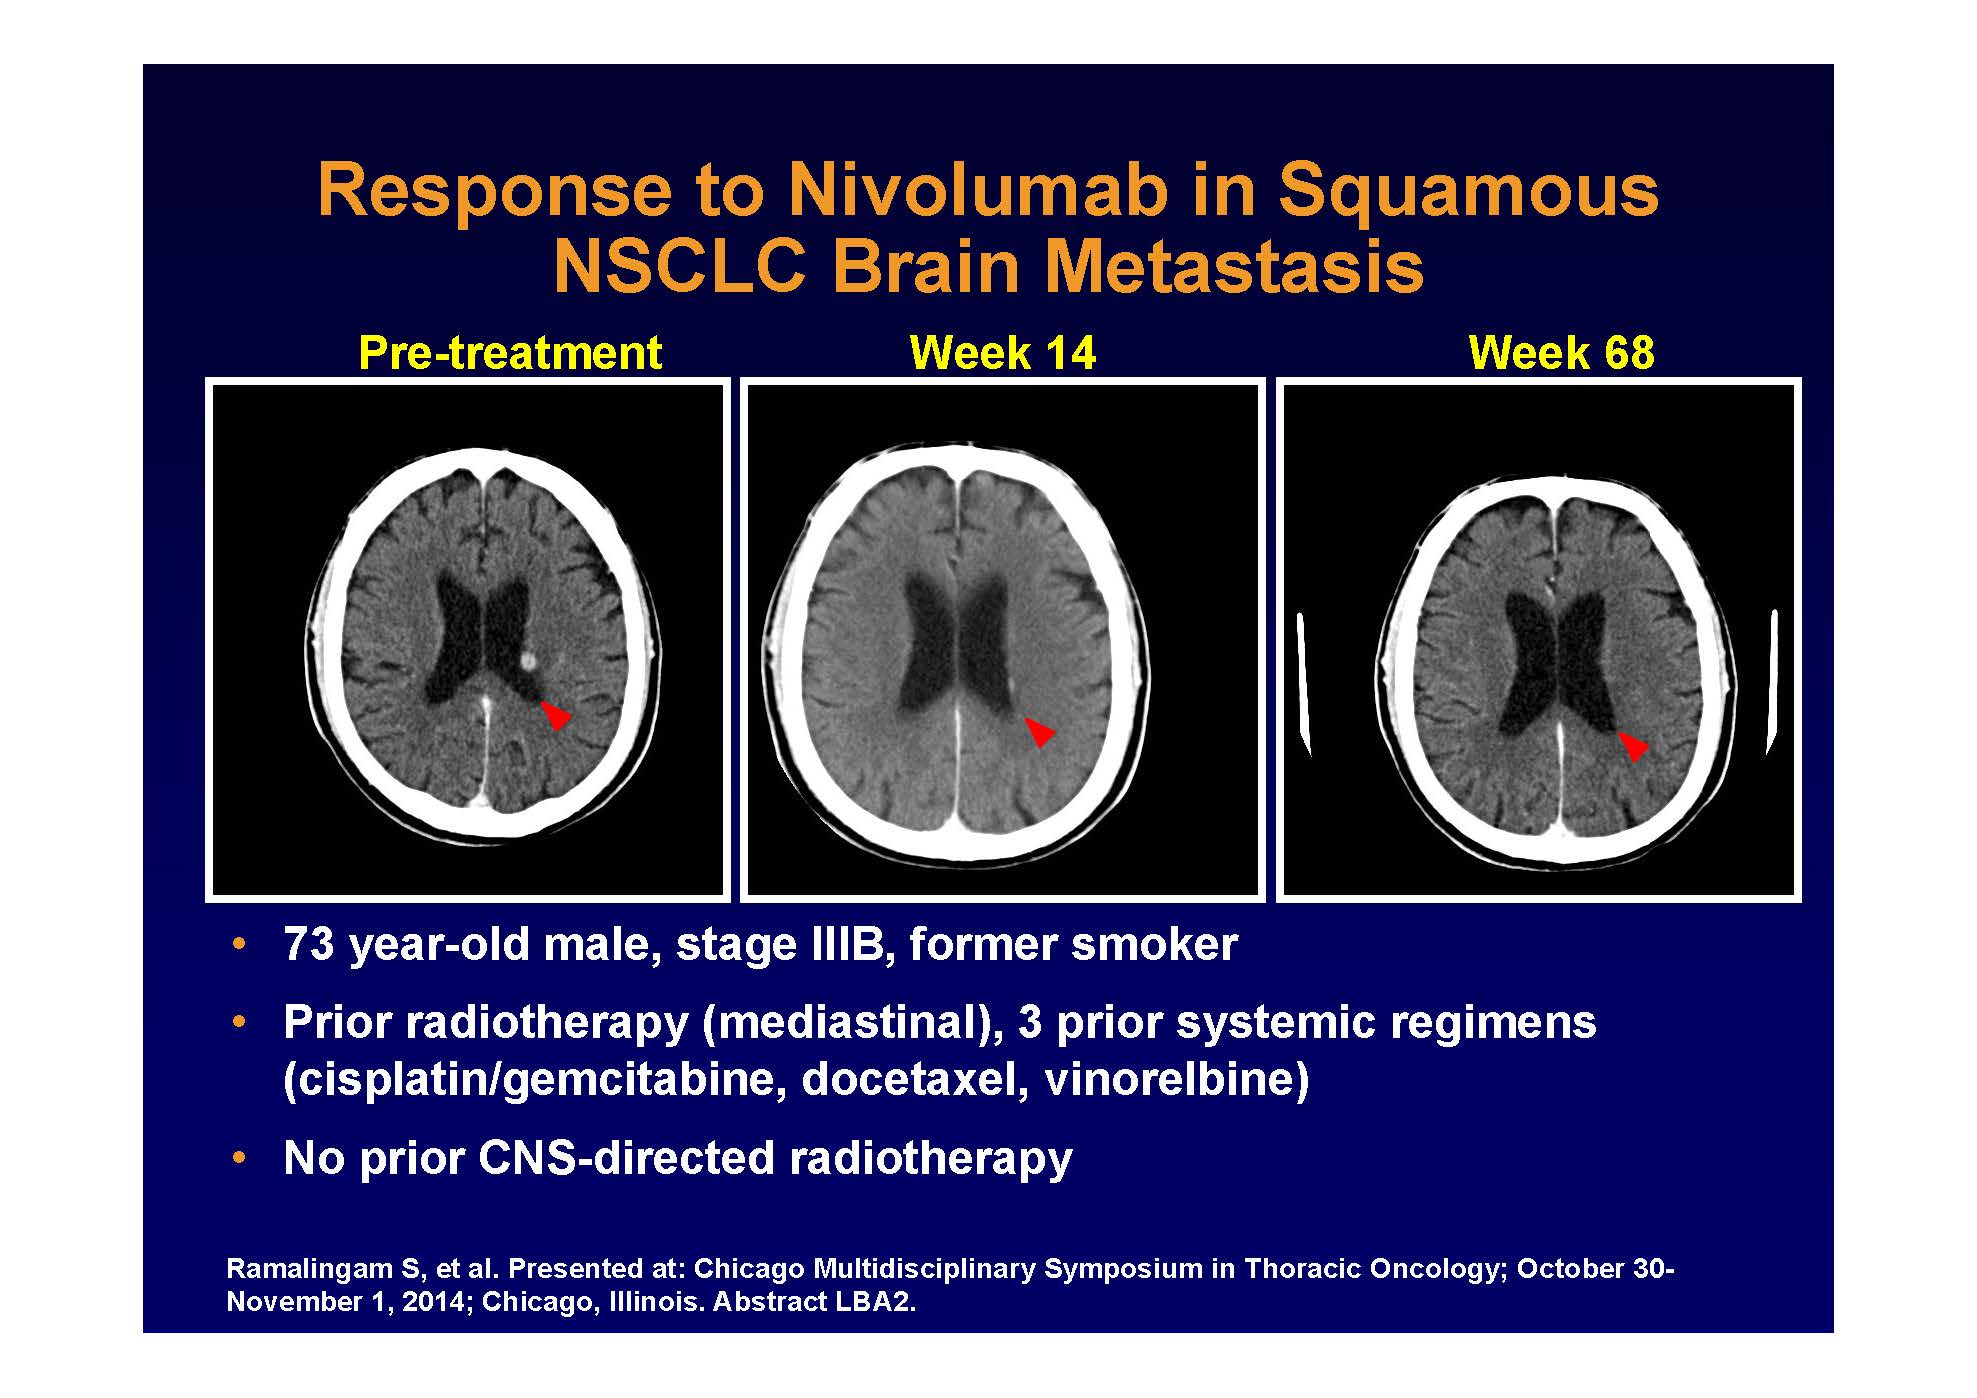 Response to Nivolumab in Squamous
NSCLC Brain Metastasis
Pre-treatment
Week 14
Week 68
• 73 year-old male, stage IIIB, former smoker
• Prior radiotherapy (mediastinal), 3 prior systemic regimens
(cisplatin/gemcitabine, docetaxel, vinorelbine)
• No prior CNS-directed radiotherapy
Ramalingam S, et al. Presented at: Chicago Multidisciplinary Symposium in Thoracic Oncology; October 30-
November 1, 2014; Chicago, Illinois. Abstract LBA2.